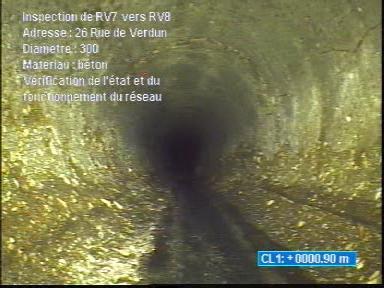 Inspection de RV7 vers RV8
Adresse : 26 Rue de Verdun
Diametre : 300
Materiau : béton
Vérification de l'état et du
fonctionnement du réseau
CL1: +0000.90 m